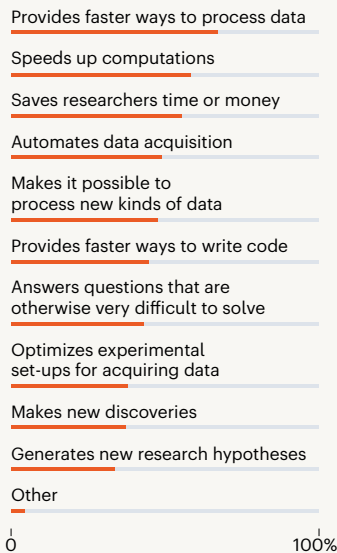 Provides faster ways to process data
Speeds up computations
Saves researchers time or money
Automates data acquisition
Makes it possible to
process new kinds of data
Provides faster ways to write code
Answers questions that are
otherwise very difficult to solve
Optimizes experimental
set-ups for acquiring data
Makes new discoveries
Generates new research hypotheses
Other
0 100%